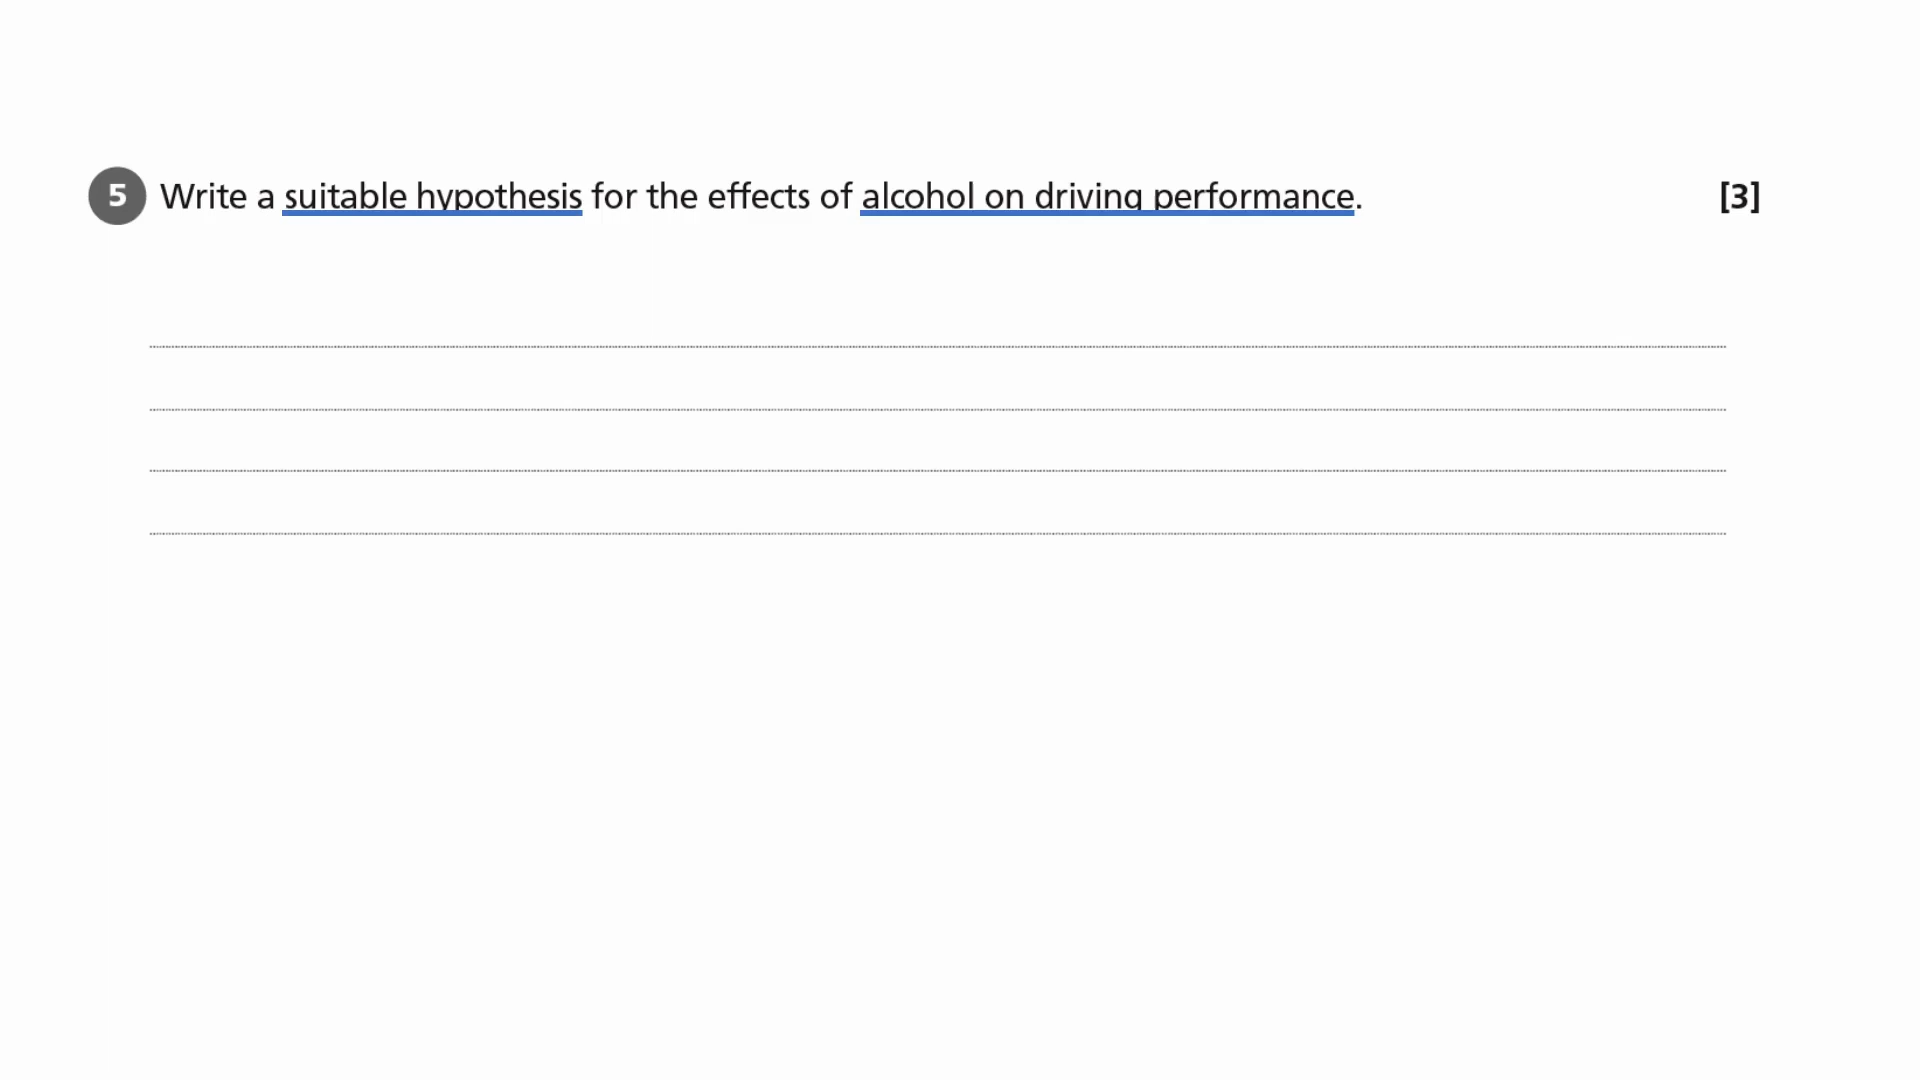 5 Write a suitable hypothesis for the effects of alcohol on driving performance. [3]